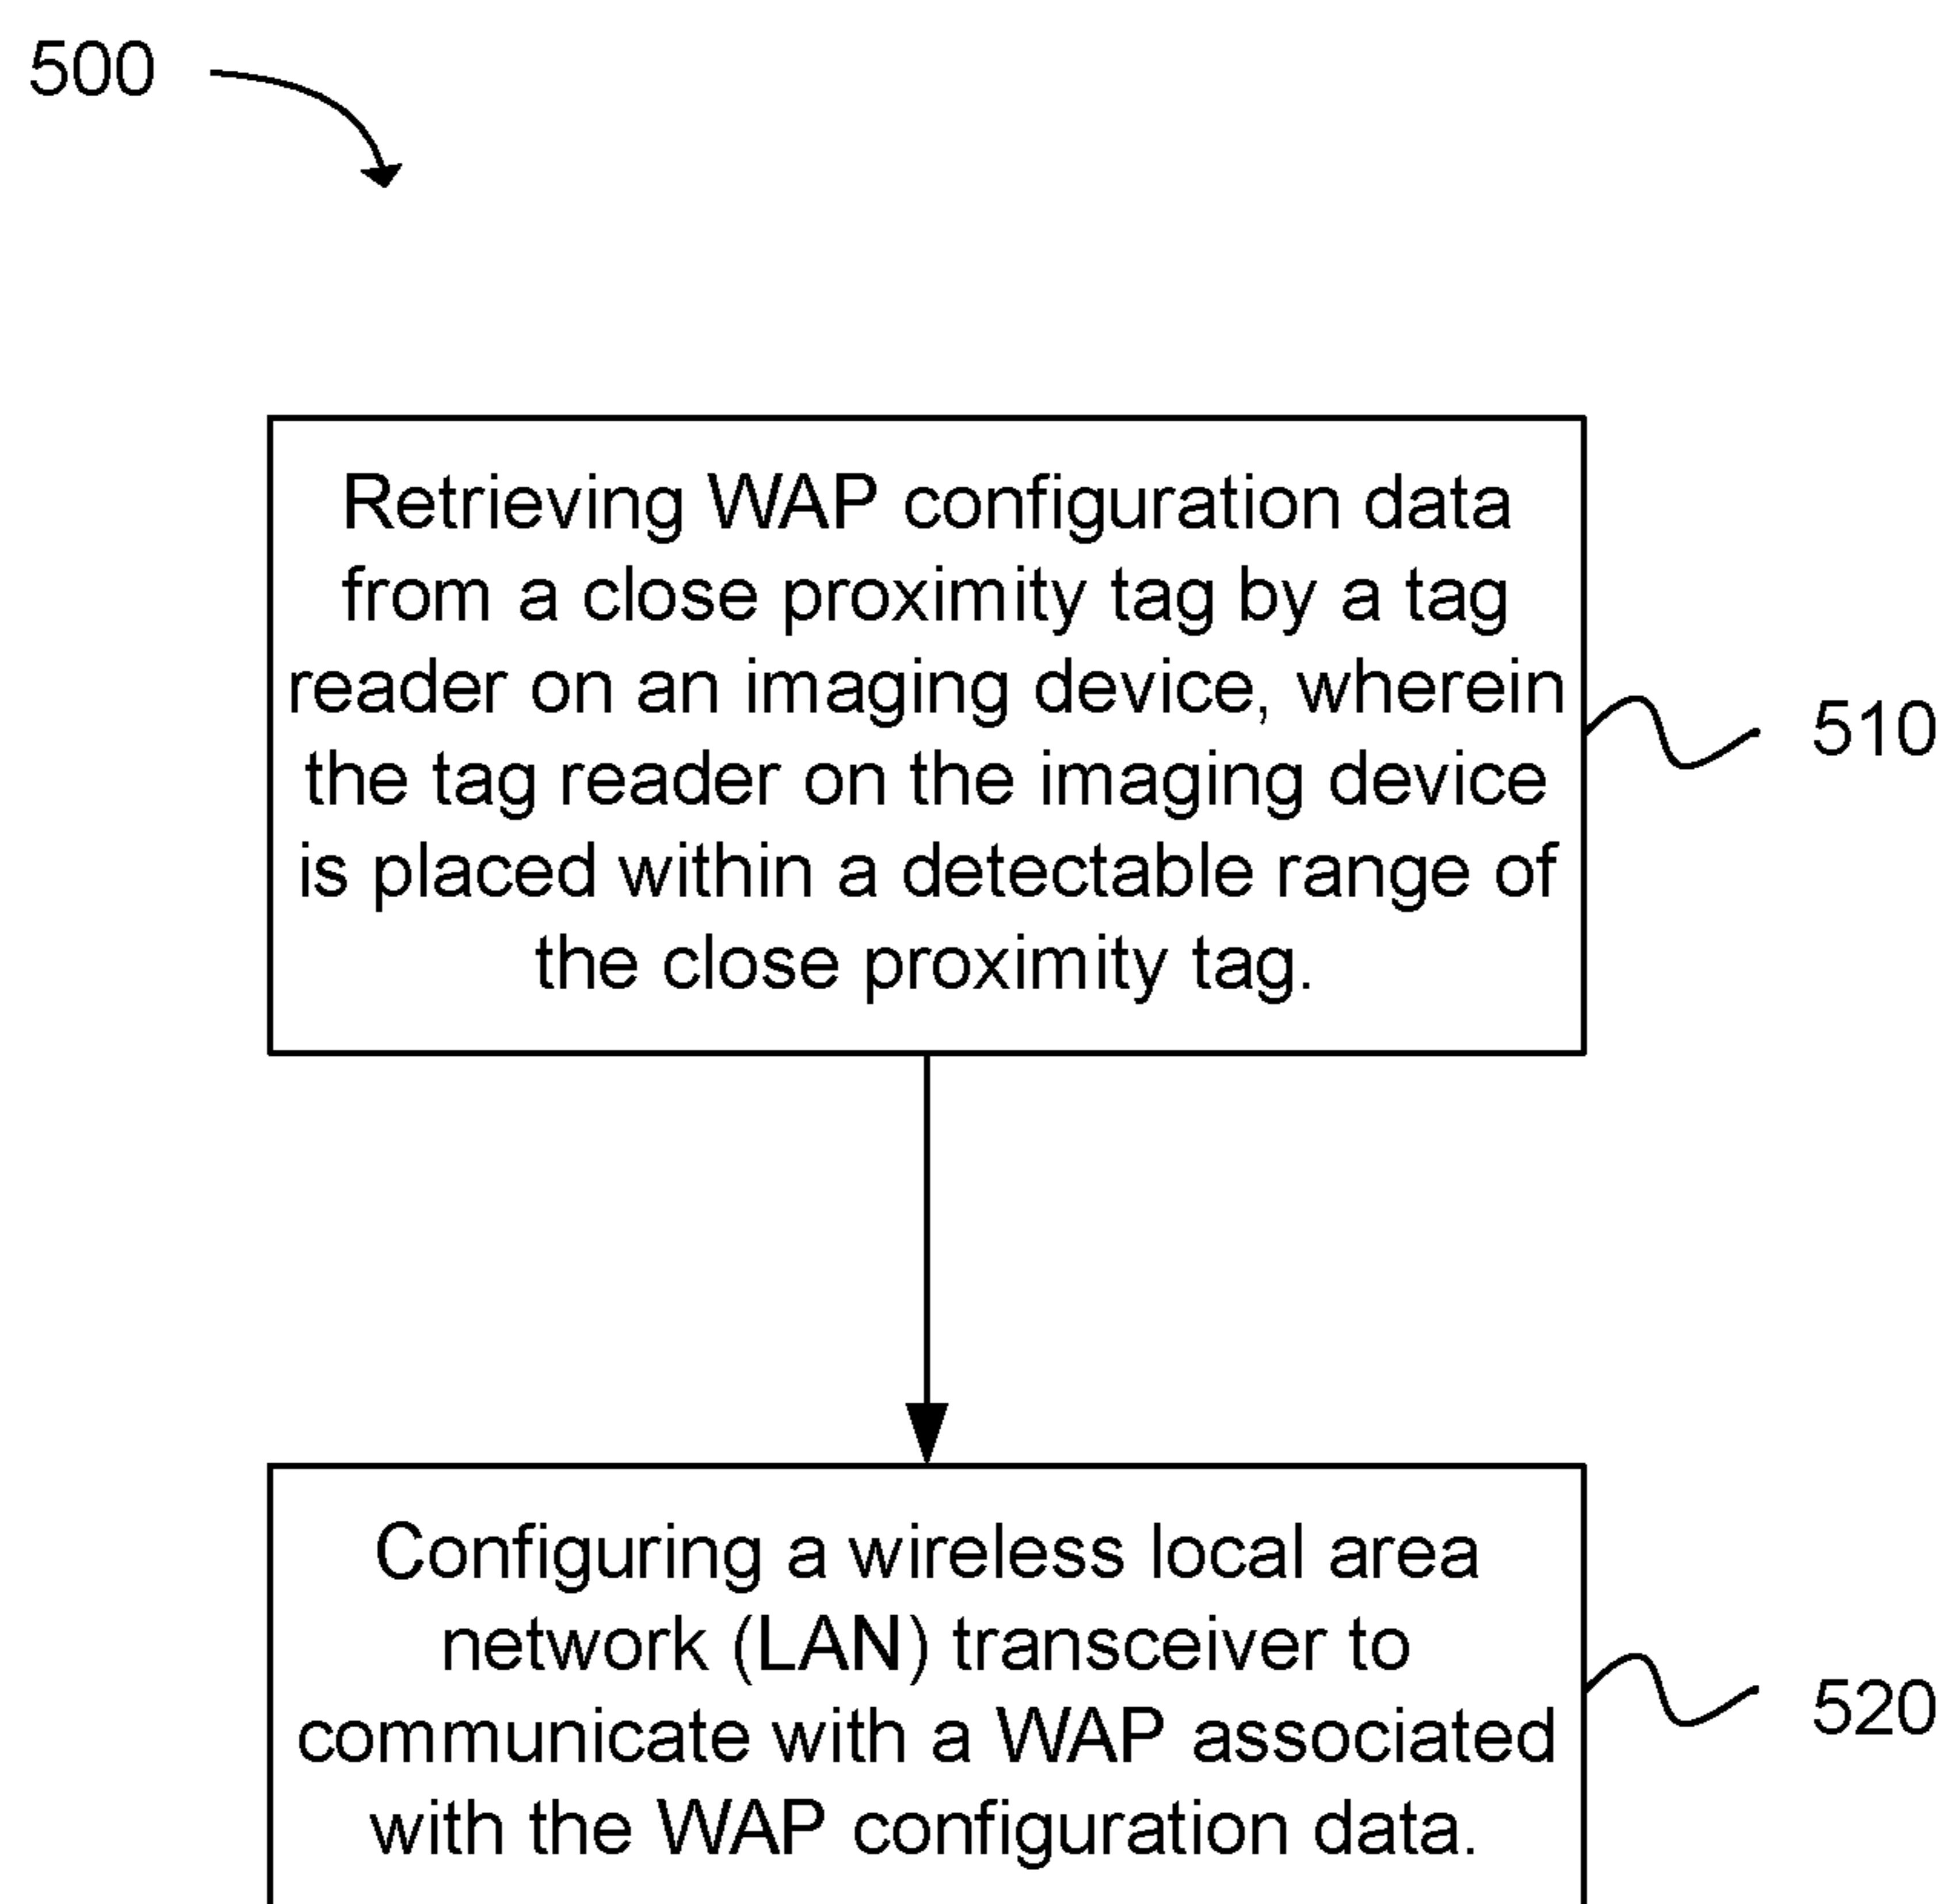 500
Retrieving WAP configuration data
from a close proximity tag by a tag
reader on an imaging device, wherein
the tag reader on the imaging device
is placed within a detectable range of
the close proximity tag.
510
Configuring a wireless local area
network (LAN) transceiver to
communicate with a WAP associated
with the WAP configuration data.
520